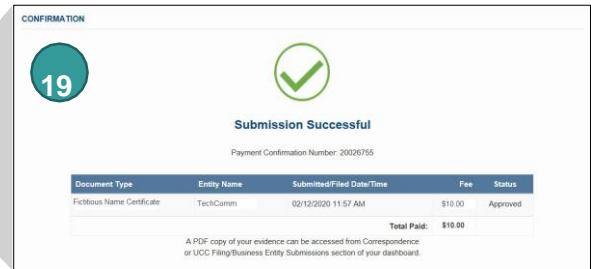 CONFIRMATION
19
Submission Successful
Payment Confirmation Number: 20026755
Document Type Entity Name Submitted/Filed Date/Time Fee Status
Fictitious Name Certificate TechComm 02/12/2020 11:57 AM $10.00 Approved
Total Paid: $10.00
A PDF copy of your evidence can be accessed from Correspondence
or UCC Filing/Business Entity Submissions section of your dashboard.